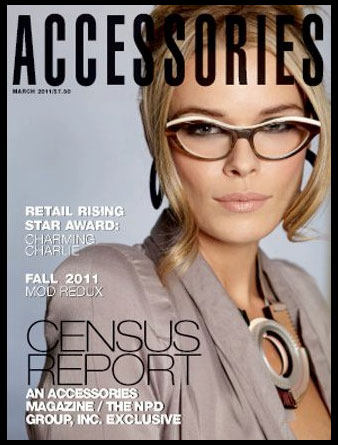 ACCESSORIES
MARCH 2011/$7.50
RETAIL RISING
STAR AWARD:
CHARMING
CHARLIE
FALL 2011
MOD REDUX
CENSUS
REPORT
AN ACCESSORIES
MAGAZINE / THE NPD
GROUP, INC. EXCLUSIVE